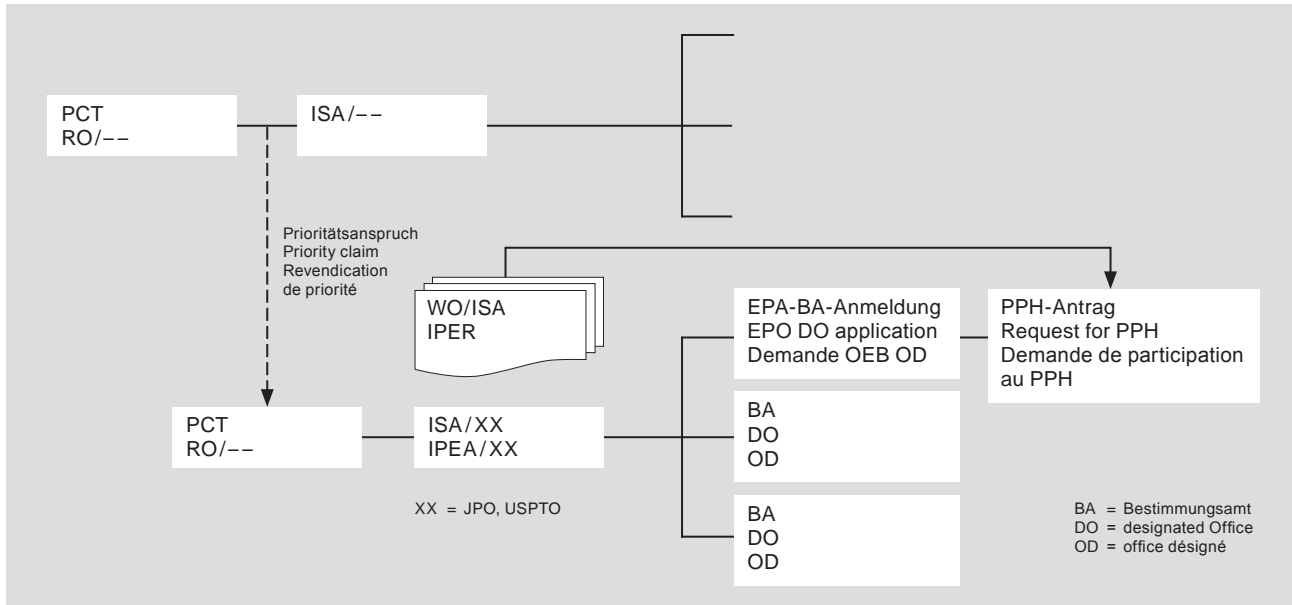 PCT
RO/––
ISA/––
Prioritätsanspruch
Priority claim
Revendication
de priorité
WO/ISA
IPER
EPA-BA-Anmeldung
EPO DO application
Demande OEB OD
PPH-Antrag
Request for PPH
Demande de participation
au PPH
PCT
RO/––
ISA/XX
IPEA/XX
BA
DO
OD
XX = JPO, USPTO
BA
DO
OD
BA = Bestimmungsamt
DO = designated Office
OD = office désigné